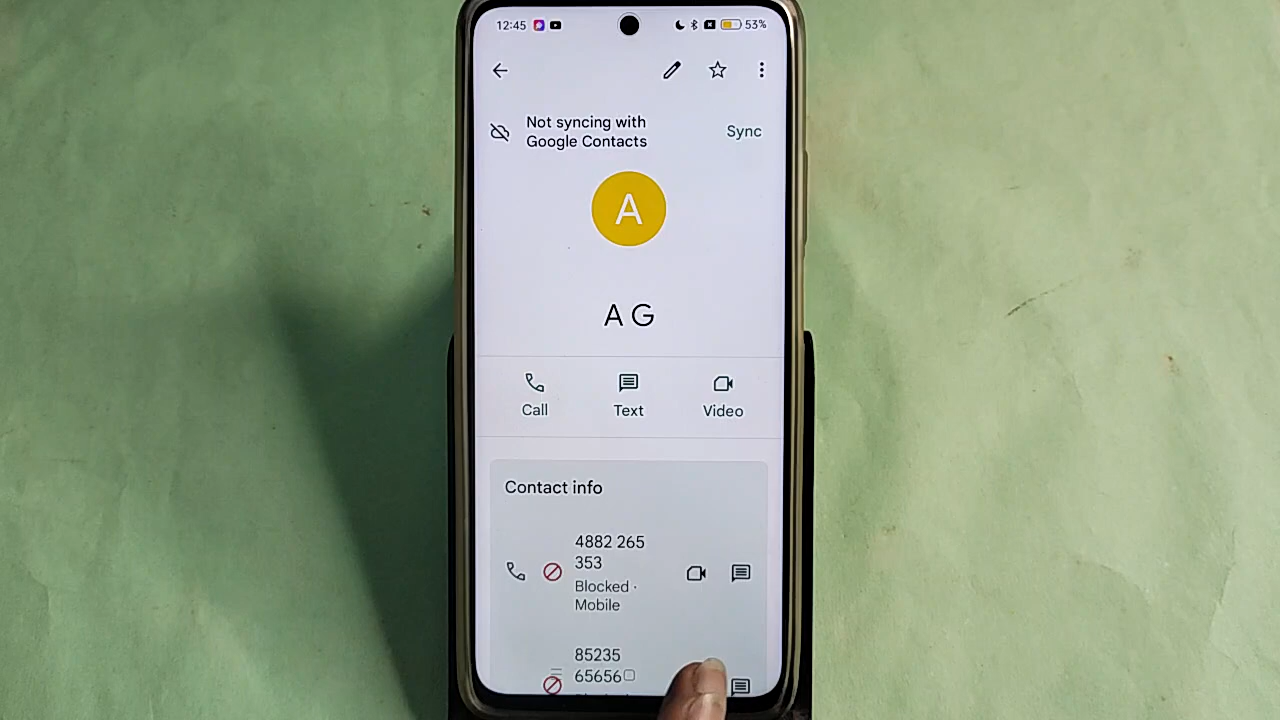 12:45 53%
Not syncing with
Google Contacts
Sync
A
A G
Call Text Video
Contact info
4882 265
353
Blocked ·
Mobile
85235
65656